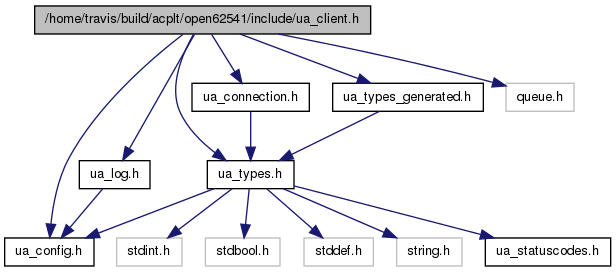 /home/travis/build/acplt/open62541/include/ua_client.h
ua_connection.h
ua_types_generated.h
queue.h
ua_log.h
ua_types.h
ua_config.h
stdint.h
stdbool.h
stddef.h
string.h
ua_statuscodes.h